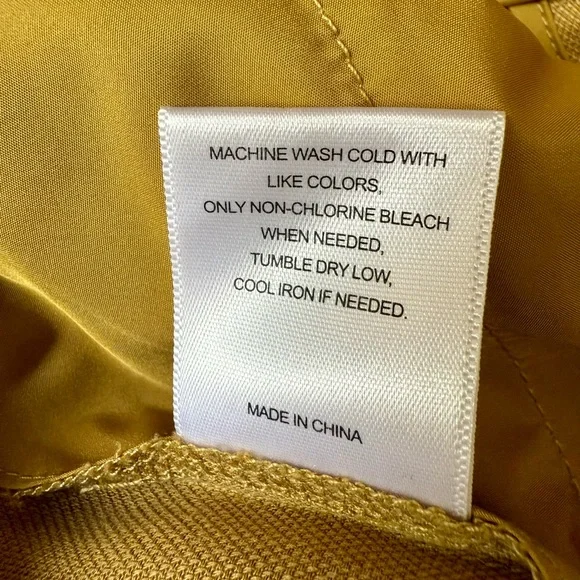 MACHINE WASH COLD WITH
LIKE COLORS,
ONLY NON-CHLORINE BLEACH
WHEN NEEDED,
TUMBLE DRY LOW,
COOL IRON IF NEEDED.
MADE IN CHINA